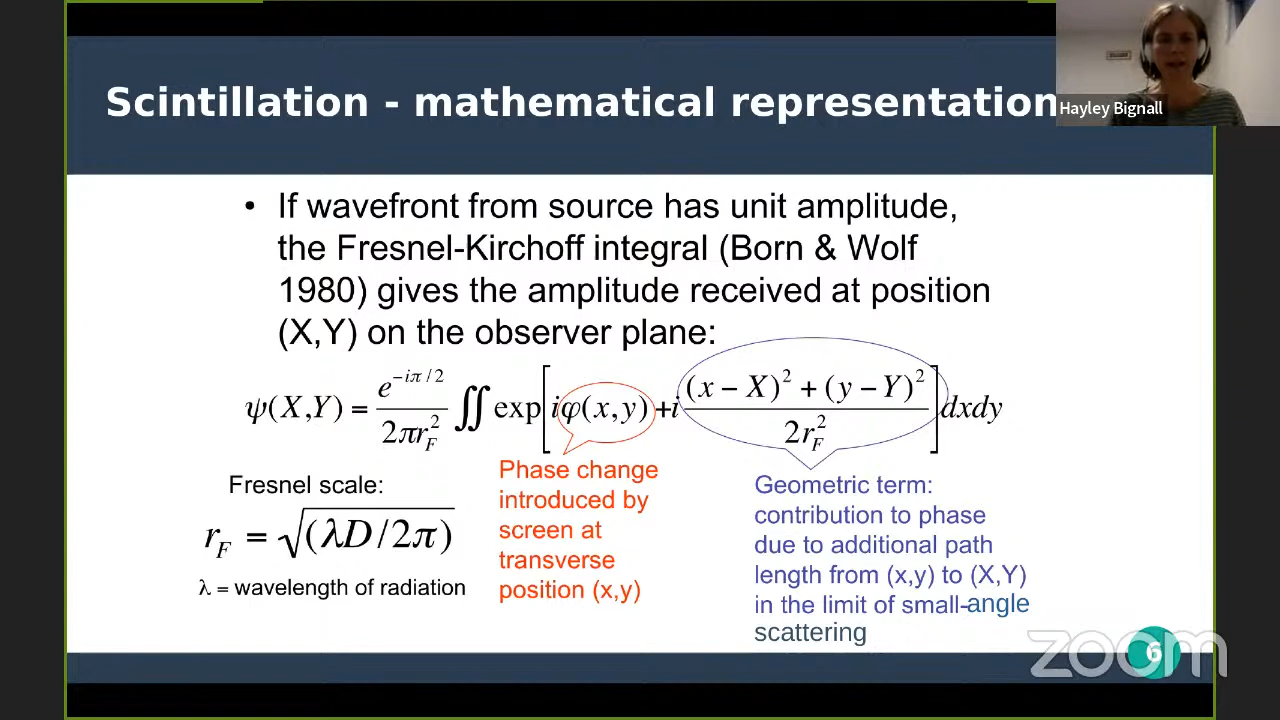 Scintillation - mathematical representation
Hayley Bignall
• If wavefront from source has unit amplitude,
the Fresnel-Kirchoff integral (Born & Wolf
1980) gives the amplitude received at position
(X,Y) on the observer plane:
ψ(X,Y) = e^{-iπ/2} / 2πr_F^2 ∬ exp[iφ(x,y) + i ((x − X)^2 + (y − Y)^2) / 2r_F^2] dxdy
Fresnel scale:
r_F = √(λD/2π)
λ = wavelength of radiation
Phase change
introduced by
screen at
transverse
position (x,y)
Geometric term:
contribution to phase
due to additional path
length from (x,y) to (X,Y)
in the limit of small-angle
scattering
6
zoom